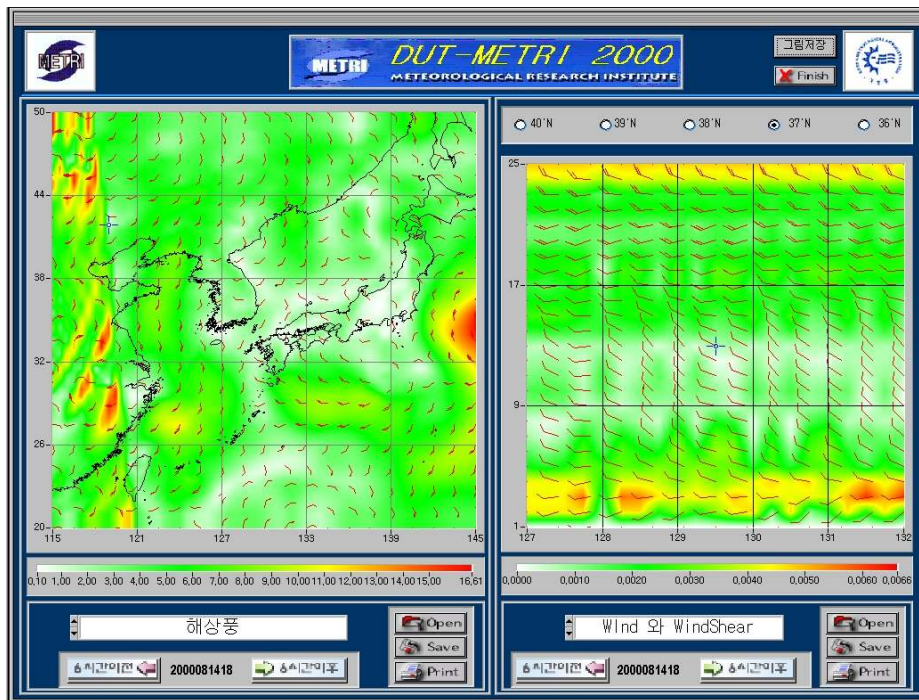 METRI
METRI
DUT-METRI 2000
METEOROLOGICAL RESEARCH INSTITUTE
그림저장
Finish
50
44
38
32
26
20
115 121 127 133 139 145
0,10 1,00 2,00 3,00 4,00 5,00 6,00 7,00 8,00 9,00 10,00 11,00 12,00 13,00 14,00 15,00 16,61
해상풍
6시간이전 2000081418 6시간이후
Open
Save
Print
40°N 39°N 38°N 37°N 36°N
25
17
9
1
127 128 129 130 131 132
0,0000 0,0010 0,0020 0,0030 0,0040 0,0050 0,0060 0,0066
WInd 와 WindShear
6시간이전 2000081418 6시간이후
Open
Save
Print